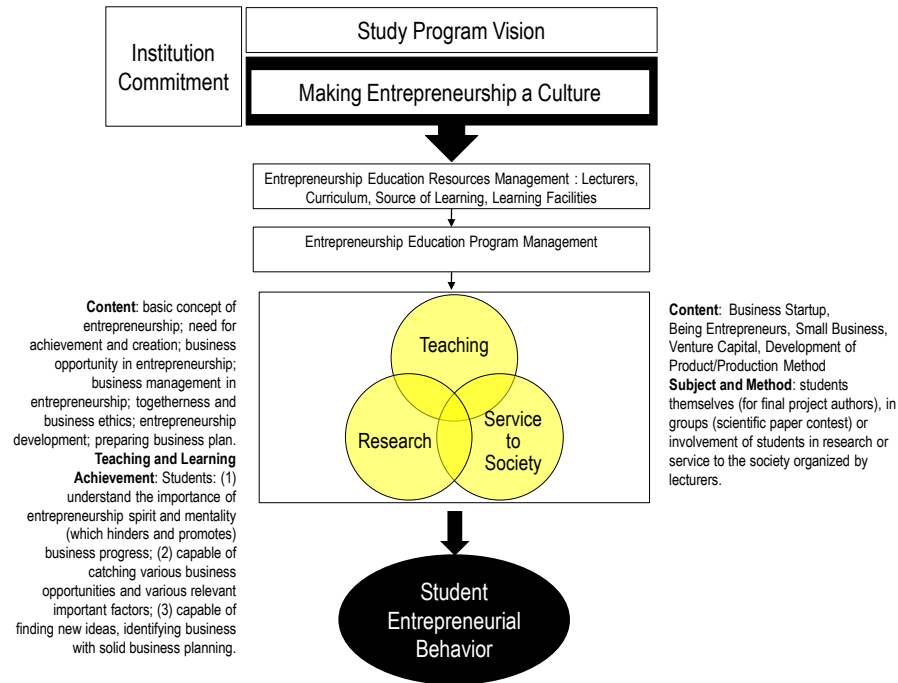 Institution
Commitment
Study Program Vision
Making Entrepreneurship a Culture
Entrepreneurship Education Resources Management : Lecturers,
Curriculum, Source of Learning, Learning Facilities
Entrepreneurship Education Program Management
Content: basic concept of
entrepreneurship; need for
achievement and creation; business
opportunity in entrepreneurship;
business management in
entrepreneurship; togetherness and
business ethics; entrepreneurship
development; preparing business plan.
Teaching and Learning
Achievement: Students: (1)
understand the importance of
entrepreneurship spirit and mentality
(which hinders and promotes)
business progress; (2) capable of
catching various business
opportunities and various relevant
important factors; (3) capable of
finding new ideas, identifying business
with solid business planning.
Teaching
Research
Service
to
Society
Content: Business Startup,
Being Entrepreneurs, Small Business,
Venture Capital, Development of
Product/Production Method
Subject and Method: students
themselves (for final project authors), in
groups (scientific paper contest) or
involvement of students in research or
service to the society organized by
lecturers.
Student
Entrepreneurial
Behavior